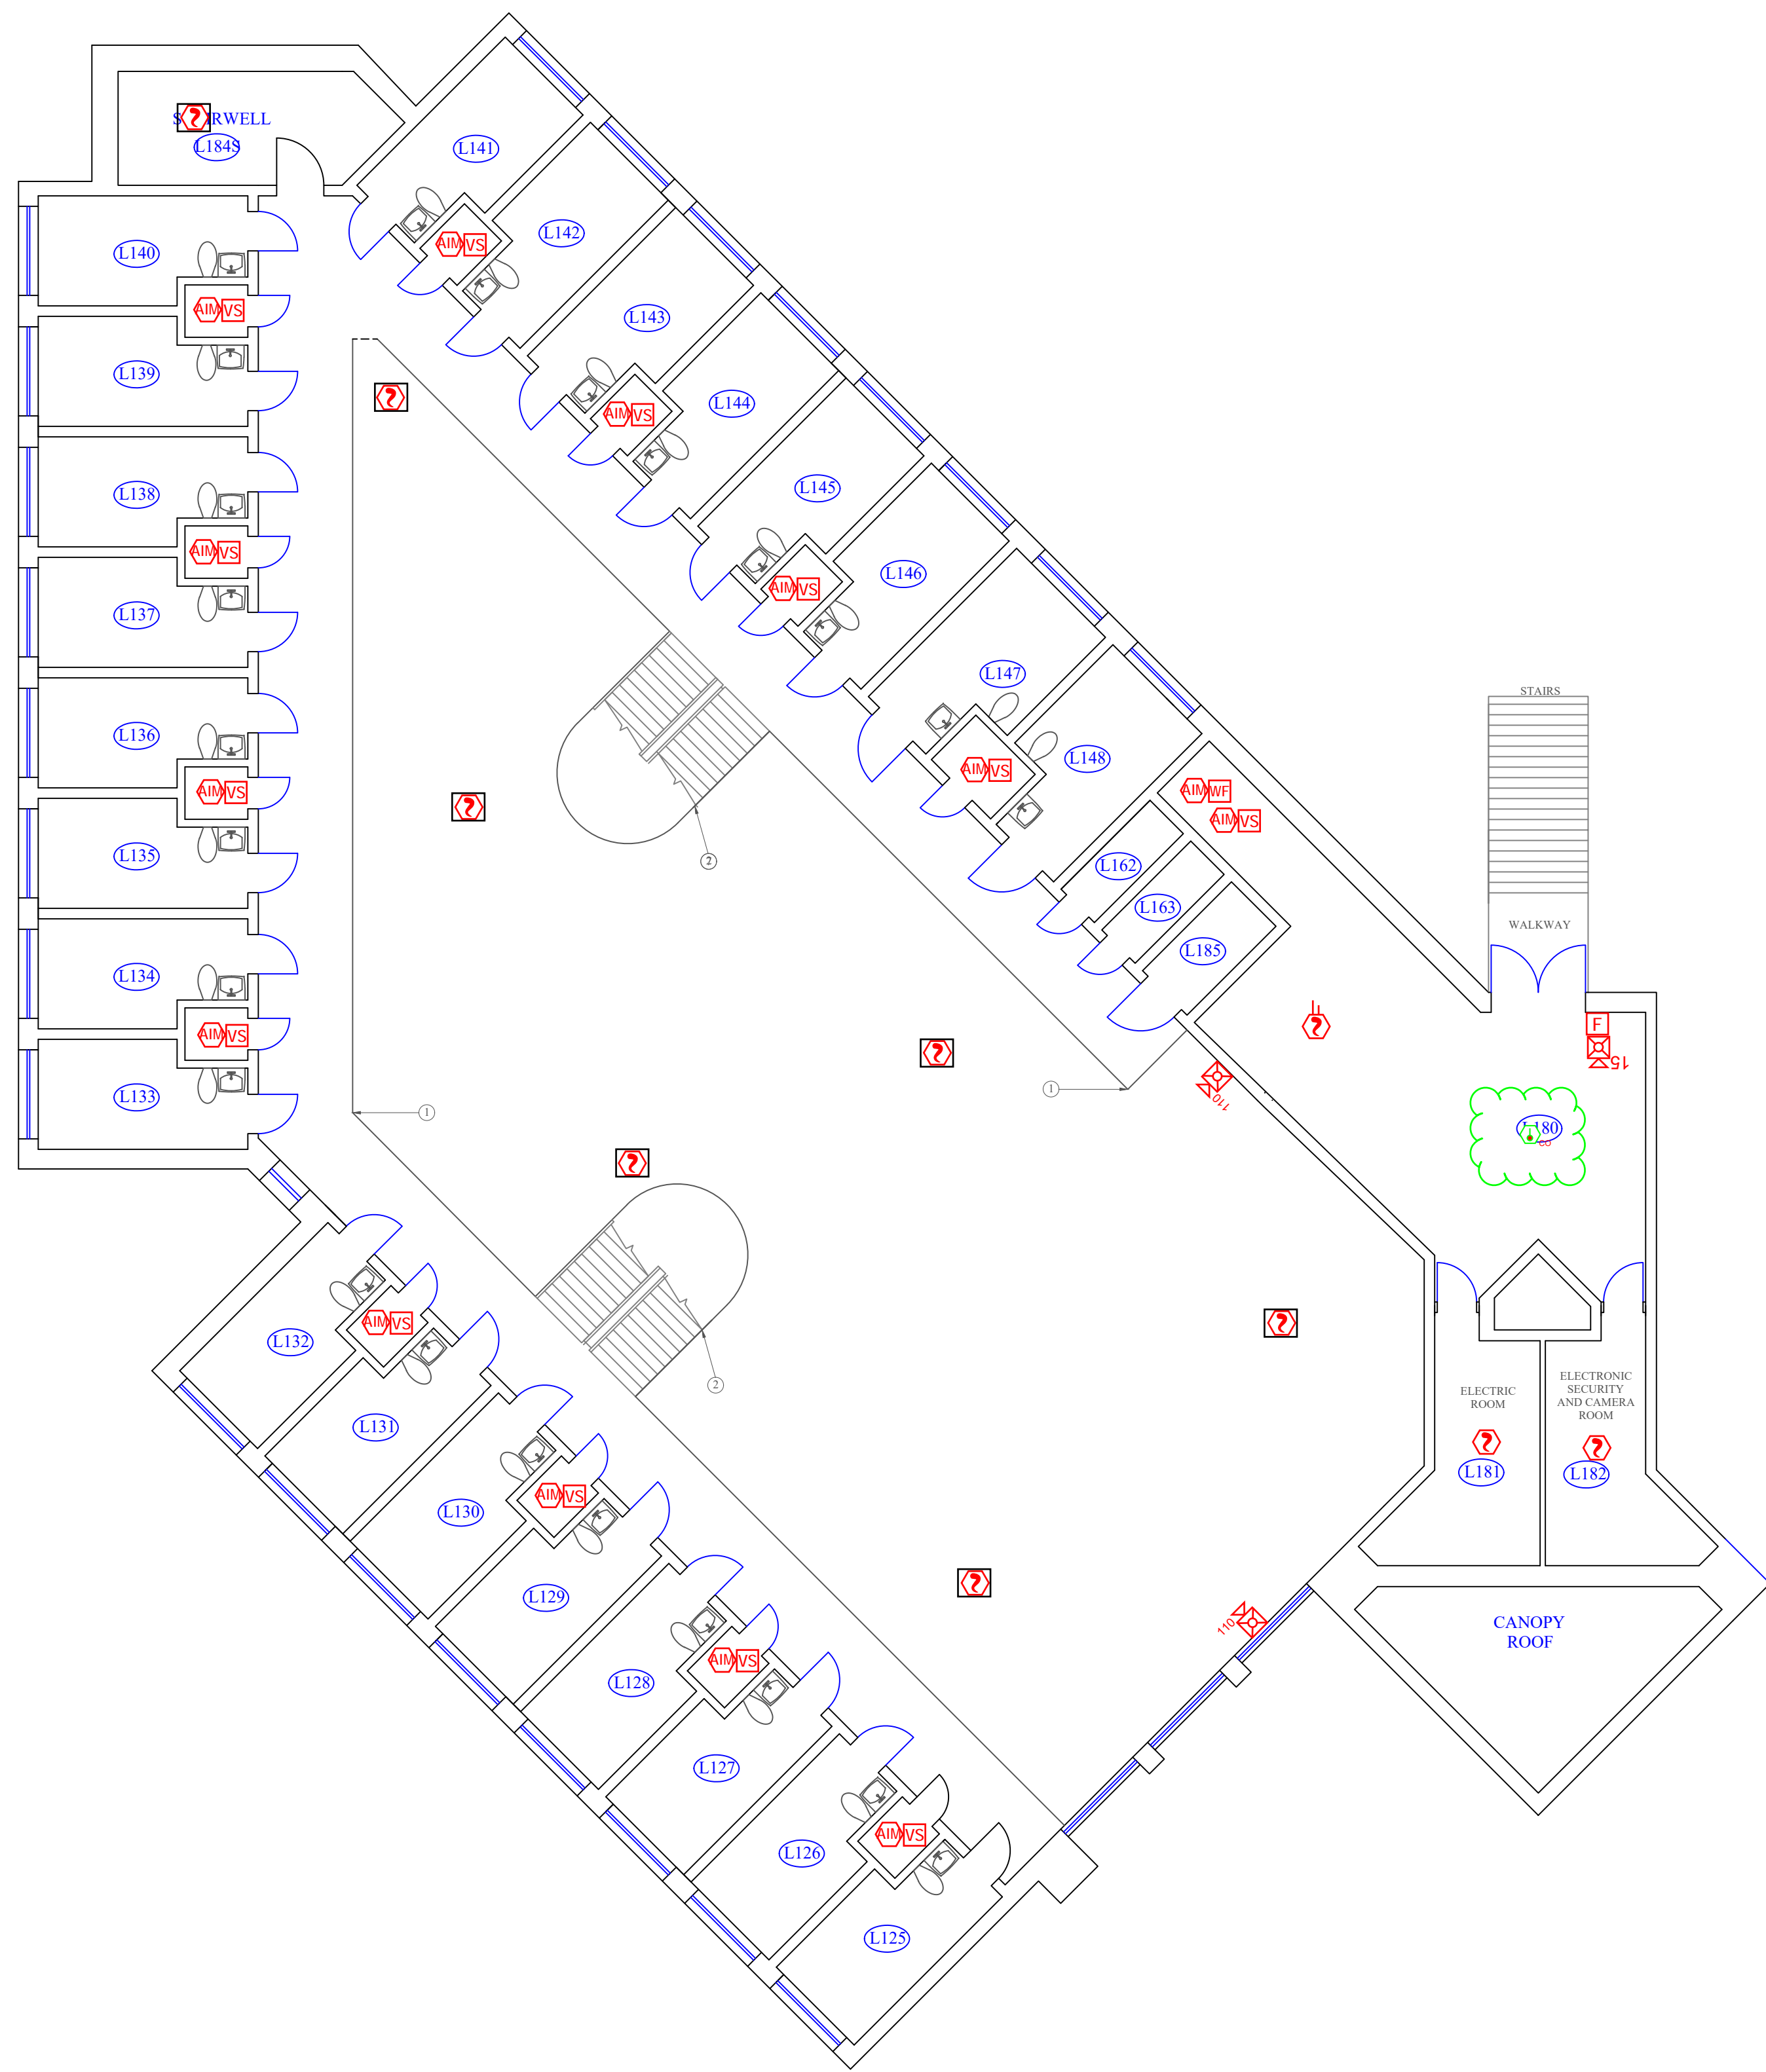 STAIRWELL
L184S
L141
L142
L143
L144
L145
L146
L147
L148
L162
L163
L185
L140
L139
L138
L137
L136
L135
L134
L133
L132
L131
L130
L129
L128
L127
L126
L125
AIM VS
AIM VS
AIM VS
AIM VS
AIM VS
AIM VS
AIM VS
AIM VS
AIM WF
AIM VS
AIM VS
AIM VS
AIM VS
AIM VS
STAIRS
WALKWAY
F
15
110
L180
CO
1
1
2
2
ELECTRIC
ROOM
L181
ELECTRONIC
SECURITY
AND CAMERA
ROOM
L182
110
CANOPY
ROOF